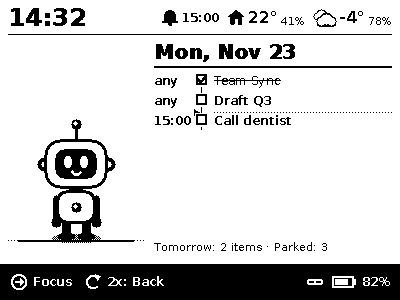 14:32 15:00 22° 41% -4° 78%
Mon, Nov 23
any Team Sync
any Draft Q3
15:00 Call dentist
Tomorrow: 2 items · Parked: 3
Focus 2x: Back 82%